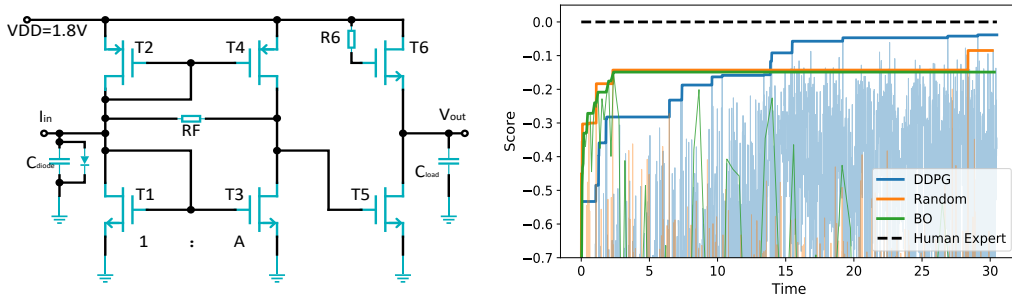 VDD=1.8V
T2
T4
R6
T6
Iin
RF
Vout
Cdiode
Cload
T1
T3
T5
1 : A
0.0
−0.1
−0.2
−0.3
−0.4
−0.5
−0.6
−0.7
Score
0
5
10
15
20
25
30
Time
DDPG
Random
BO
Human Expert